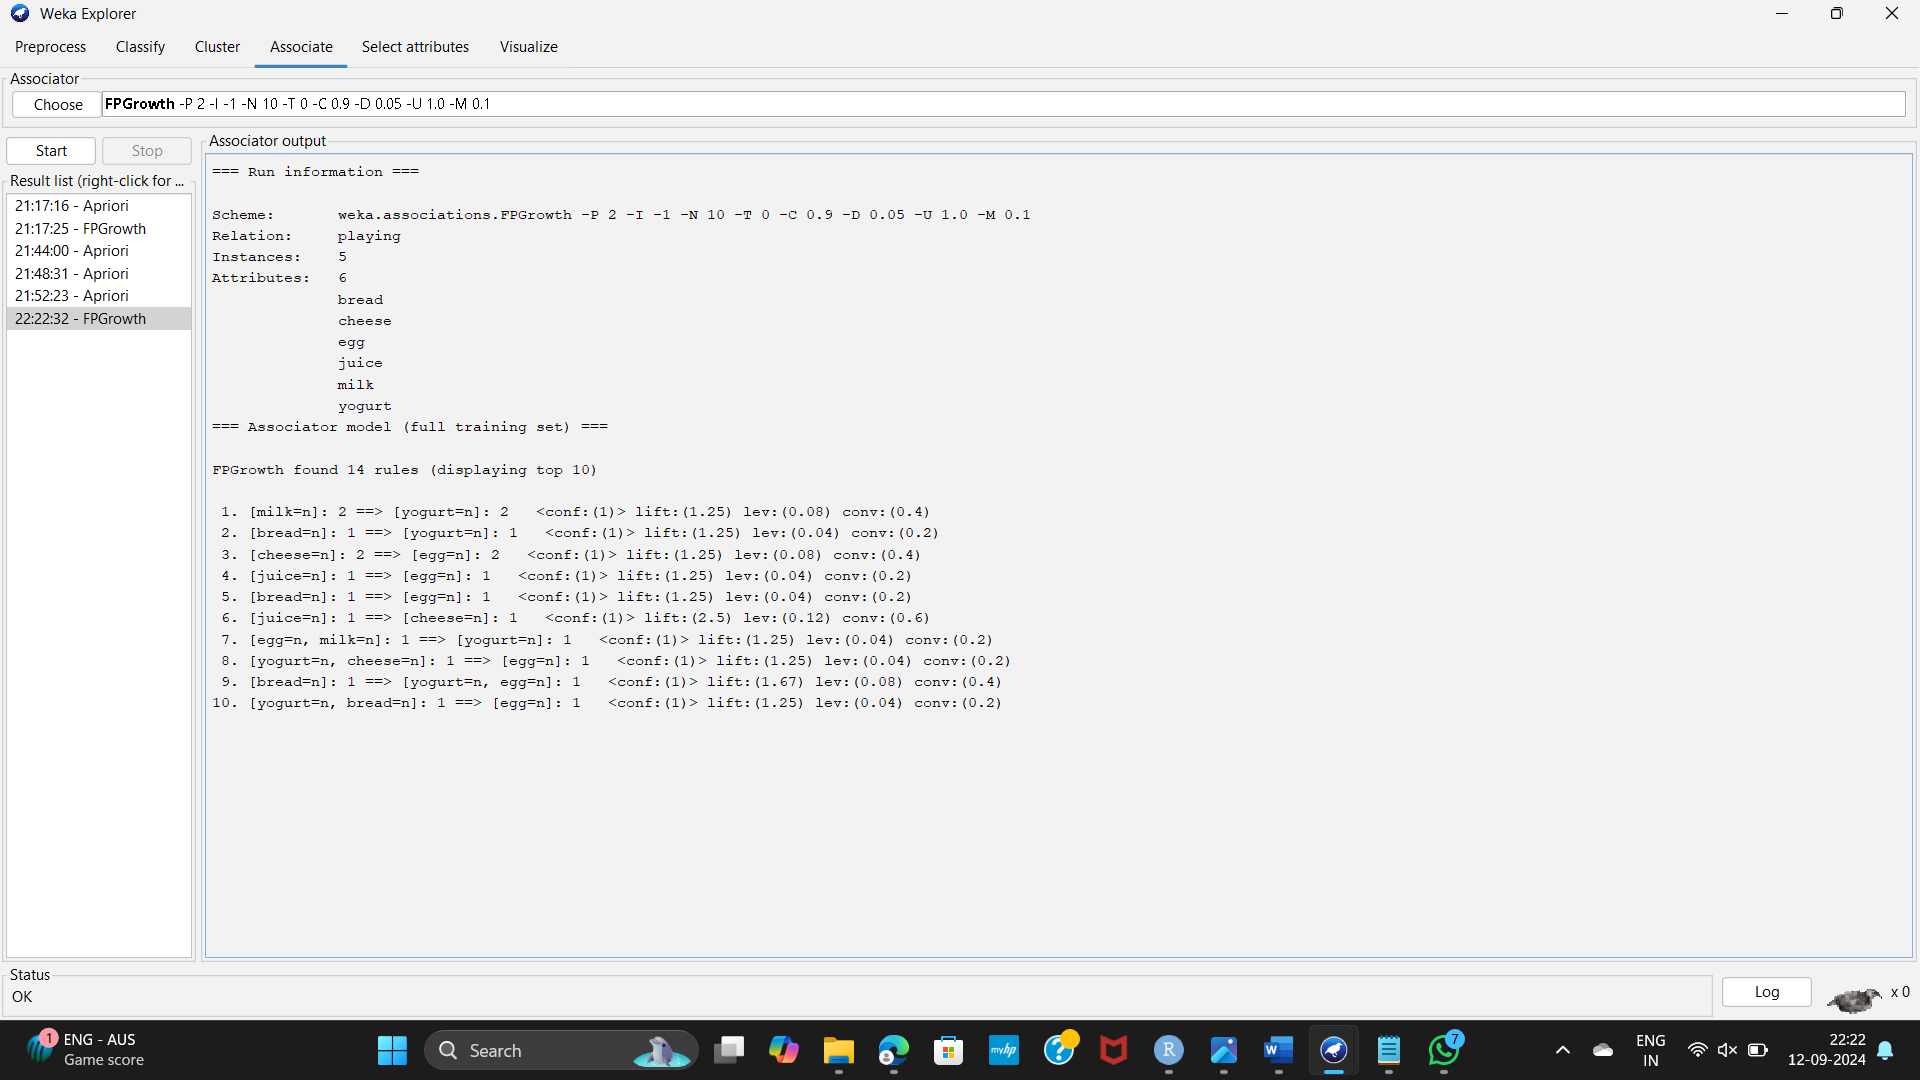 Weka Explorer
Preprocess Classify Cluster Associate Select attributes Visualize
Associator
Choose FPGrowth -P 2 -I -1 -N 10 -T 0 -C 0.9 -D 0.05 -U 1.0 -M 0.1
Start Stop
Result list (right-click for ...
21:17:16 - Apriori
21:17:25 - FPGrowth
21:44:00 - Apriori
21:48:31 - Apriori
21:52:23 - Apriori
22:22:32 - FPGrowth
Associator output
=== Run information ===
Scheme: weka.associations.FPGrowth -P 2 -I -1 -N 10 -T 0 -C 0.9 -D 0.05 -U 1.0 -M 0.1
Relation: playing
Instances: 5
Attributes: 6
bread
cheese
egg
juice
milk
yogurt
=== Associator model (full training set) ===
FPGrowth found 14 rules (displaying top 10)
1. [milk=n]: 2 ==> [yogurt=n]: 2 <conf:(1)> lift:(1.25) lev:(0.08) conv:(0.4)
2. [bread=n]: 1 ==> [yogurt=n]: 1 <conf:(1)> lift:(1.25) lev:(0.04) conv:(0.2)
3. [cheese=n]: 2 ==> [egg=n]: 2 <conf:(1)> lift:(1.25) lev:(0.08) conv:(0.4)
4. [juice=n]: 1 ==> [egg=n]: 1 <conf:(1)> lift:(1.25) lev:(0.04) conv:(0.2)
5. [bread=n]: 1 ==> [egg=n]: 1 <conf:(1)> lift:(1.25) lev:(0.04) conv:(0.2)
6. [juice=n]: 1 ==> [cheese=n]: 1 <conf:(1)> lift:(2.5) lev:(0.12) conv:(0.6)
7. [egg=n, milk=n]: 1 ==> [yogurt=n]: 1 <conf:(1)> lift:(1.25) lev:(0.04) conv:(0.2)
8. [yogurt=n, cheese=n]: 1 ==> [egg=n]: 1 <conf:(1)> lift:(1.25) lev:(0.04) conv:(0.2)
9. [bread=n]: 1 ==> [yogurt=n, egg=n]: 1 <conf:(1)> lift:(1.67) lev:(0.08) conv:(0.4)
10. [yogurt=n, bread=n]: 1 ==> [egg=n]: 1 <conf:(1)> lift:(1.25) lev:(0.04) conv:(0.2)
Status
OK
Log
x 0
1
ENG - AUS
Game score
Search
myhp
?
R
W
7
ENG
IN
22:22
12-09-2024